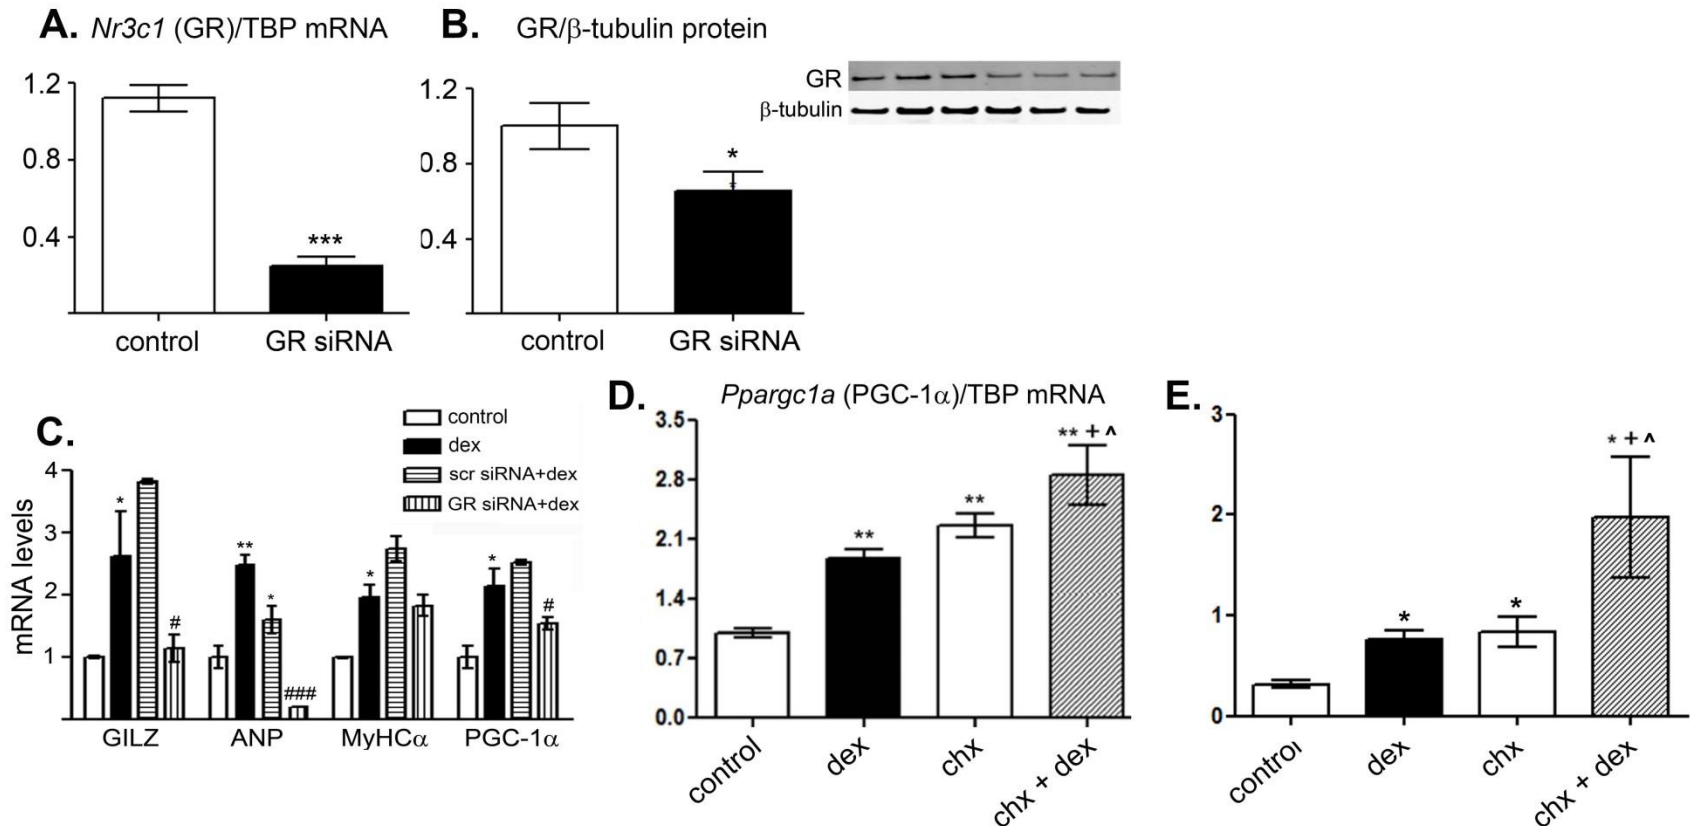 A. Nr3c1 (GR)/TBP mRNA
1.2
0.8
0.4
***
control
GR siRNA
B. GR/β-tubulin protein
1.2
0.8
0.4
*
*
control
GR siRNA
GR
β-tubulin
C.
control
dex
scr siRNA+dex
GR siRNA+dex
mRNA levels
4
3
2
1
*
#
**
*
###
*
*
#
GILZ
ANP
MyHCα
PGC-1α
D. Ppargc1a (PGC-1α)/TBP mRNA
3.5
2.8
2.1
1.4
0.7
0.0
**
**
** + ^
control
dex
chx
chx + dex
E.
3
2
1
0
*
*
* + ^
control
dex
chx
chx + dex